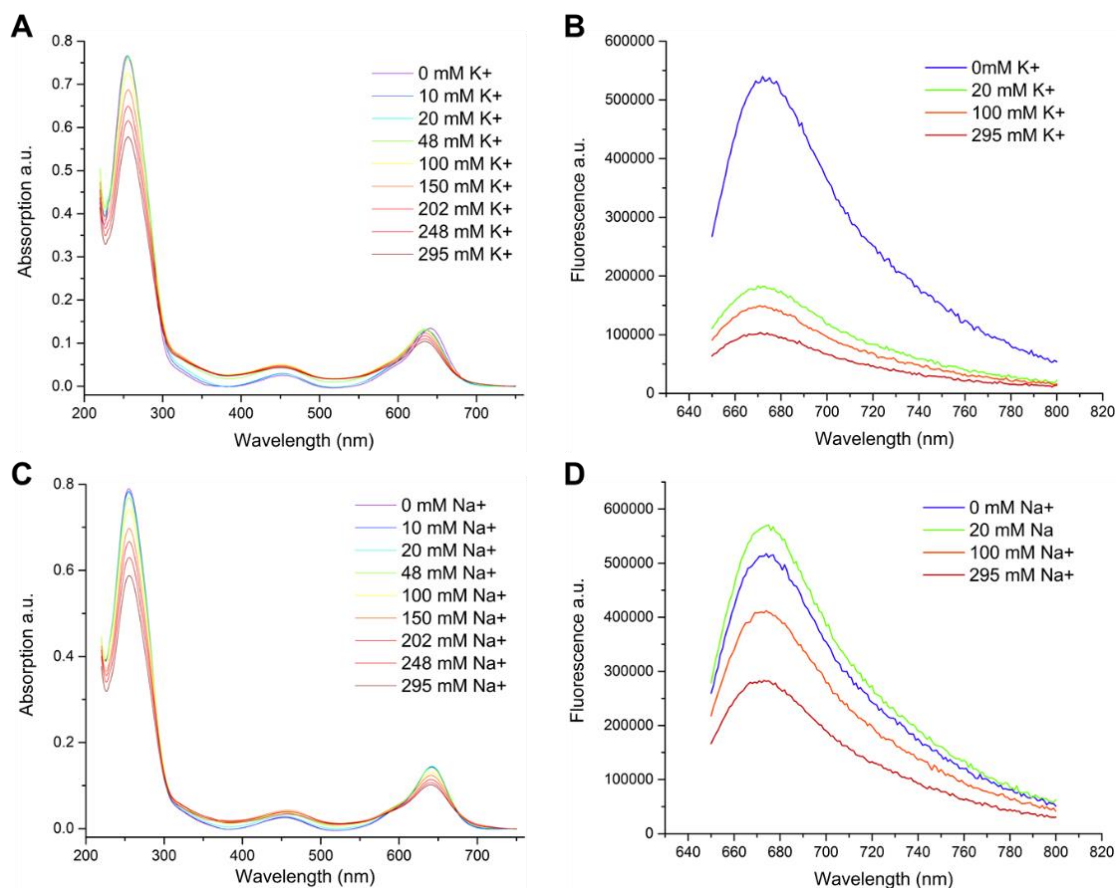 A
Abssorption a.u.
0.8
0.7
0.6
0.5
0.4
0.3
0.2
0.1
0.0
0 mM K+
10 mM K+
20 mM K+
48 mM K+
100 mM K+
150 mM K+
202 mM K+
248 mM K+
295 mM K+
200 300 400 500 600 700
Wavelength (nm)
B
Fluorescence a.u.
600000
500000
400000
300000
200000
100000
0
0mM K+
20 mM K+
100 mM K+
295 mM K+
640 660 680 700 720 740 760 780 800 820
Wavelength (nm)
C
Absorption a.u.
0.8
0.6
0.4
0.2
0.0
0 mM Na+
10 mM Na+
20 mM Na+
48 mM Na+
100 mM Na+
150 mM Na+
202 mM Na+
248 mM Na+
295 mM Na+
200 300 400 500 600 700
Wavelength (nm)
D
Fluorescence a.u.
600000
500000
400000
300000
200000
100000
0
0 mM Na+
20 mM Na
100 mM Na+
295 mM Na+
640 660 680 700 720 740 760 780 800 820
Wavelength (nm)